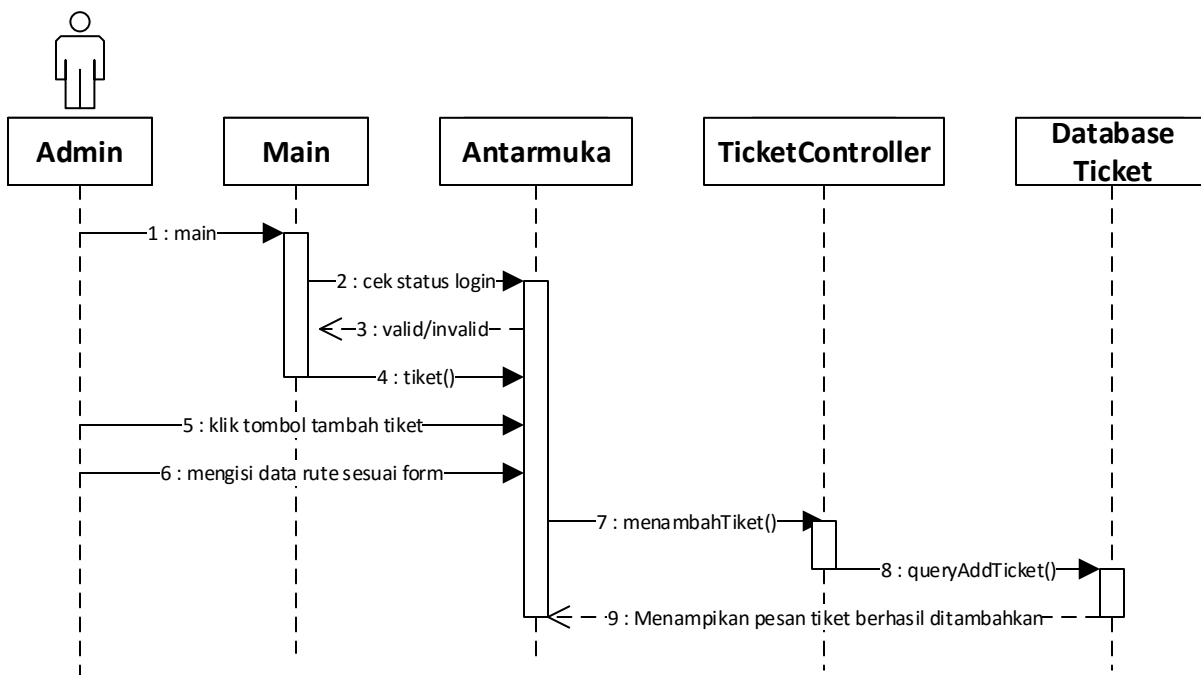 Admin
Main
Antarmuka
TicketController
Database
Ticket
1 : main
2 : cek status login
3 : valid/invalid
4 : tiket()
5 : klik tombol tambah tiket
6 : mengisi data rute sesuai form
7 : menambahTiket()
8 : queryAddTicket()
9 : Menampikan pesan tiket berhasil ditambahkan